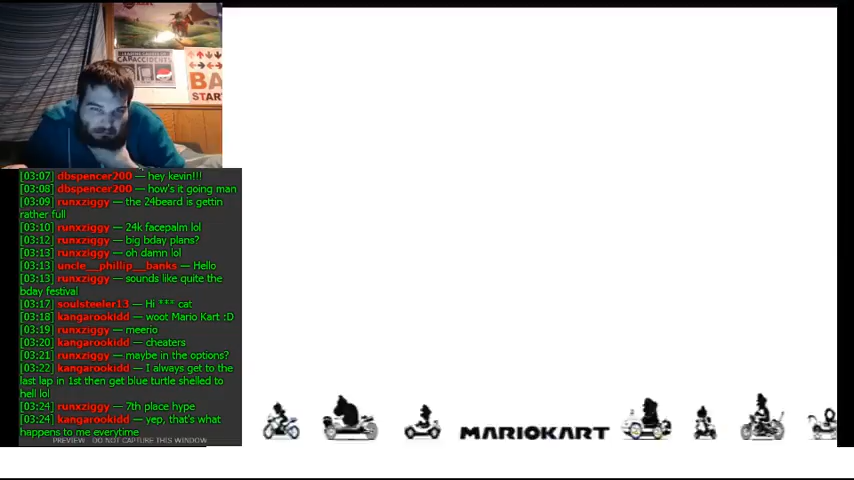 CAPACCIDENTS
BA
START
[03:07] dbspencer200 — hey kevin!!!
[03:08] dbspencer200 — how's it going man
[03:09] runxziggy — the 24beard is gettin
rather full
[03:10] runxziggy — 24k facepalm lol
[03:12] runxziggy — big bday plans?
[03:13] runxziggy — oh damn lol
[03:13] uncle__phillip__banks — Hello
[03:13] runxziggy — sounds like quite the
bday festival
[03:17] soulsteeler13 — Hi *** cat
[03:18] kangarookidd — woot Mario Kart :D
[03:19] runxziggy — meerio
[03:20] kangarookidd — cheaters
[03:21] runxziggy — maybe in the options?
[03:22] kangarookidd — I always get to the
last lap in 1st then get blue turtle shelled to
hell lol
[03:24] runxziggy — 7th place hype
[03:24] kangarookidd — yep, that's what
happens to me everytime
PREVIEW - DO NOT CAPTURE THIS WINDOW
MARIOKART